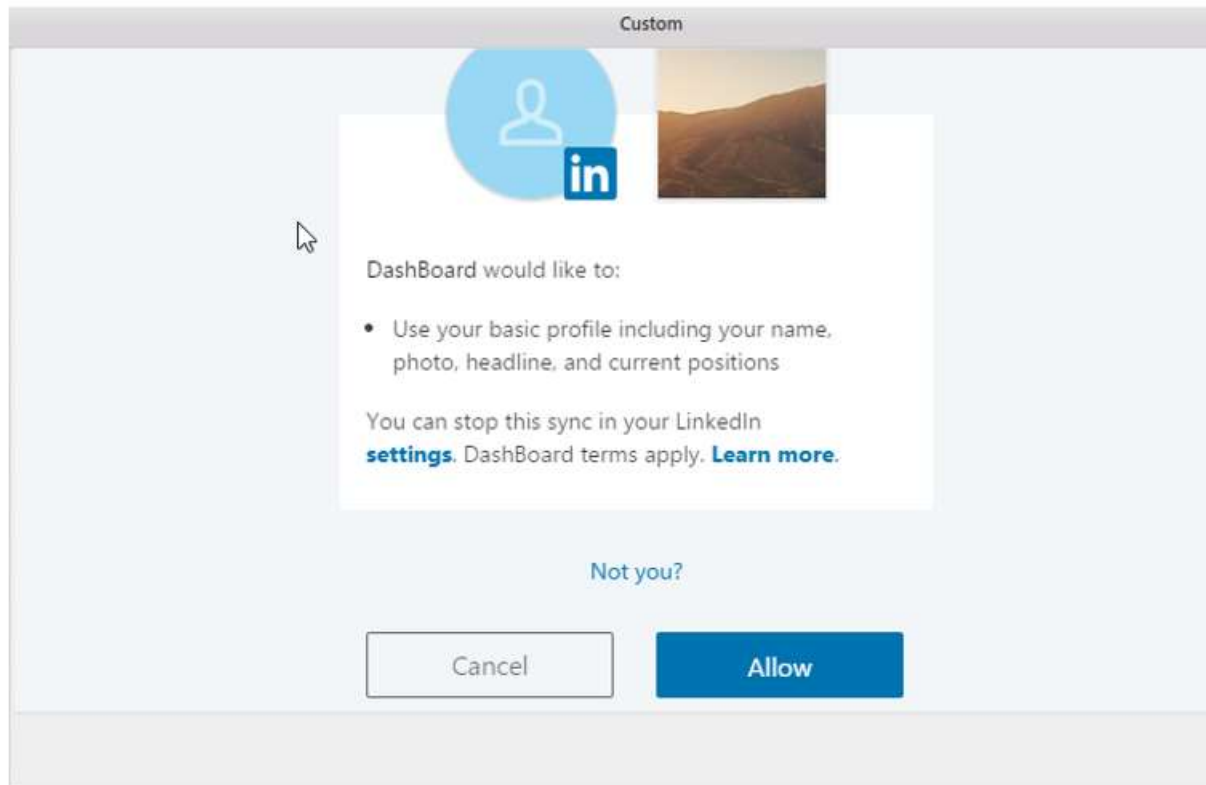 Custom
in
DashBoard would like to:
• Use your basic profile including your name,
photo, headline, and current positions
You can stop this sync in your LinkedIn
settings. DashBoard terms apply. Learn more.
Not you?
Cancel
Allow